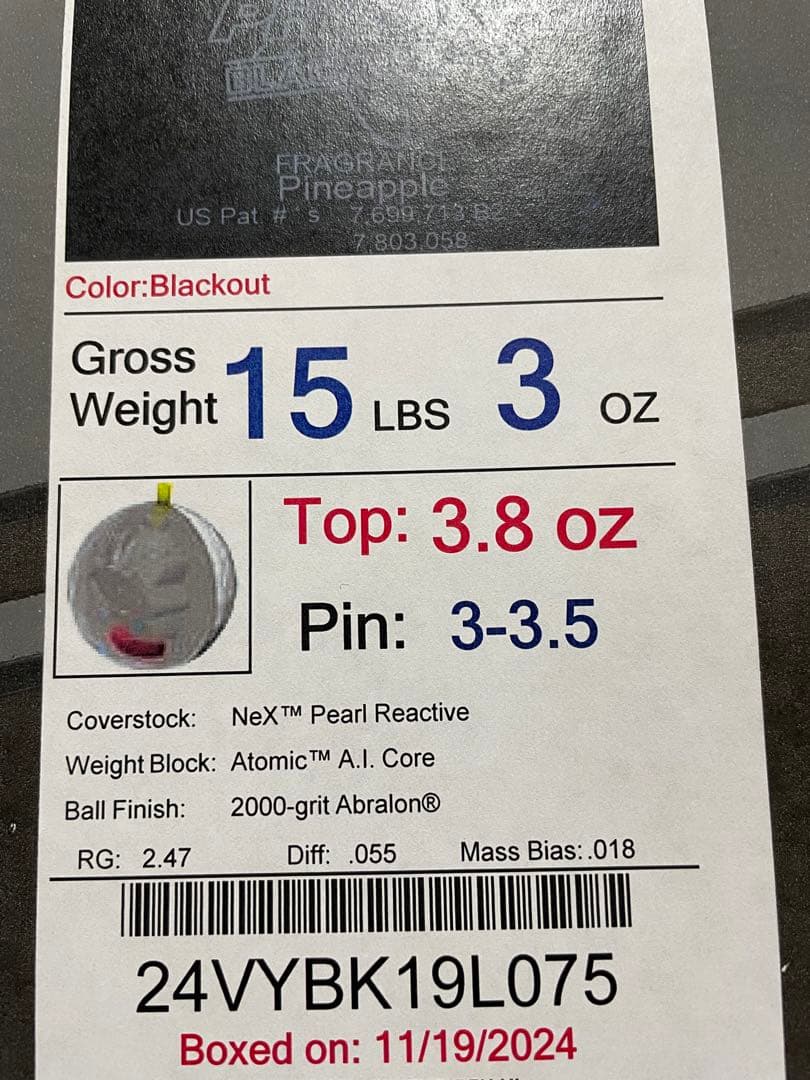 FRAGRANCE
Pineapple
US Pat #'s 7,699,713 B2
7,803,058
Color:Blackout
Gross Weight 15 LBS 3 OZ
Top: 3.8 oz
Pin: 3-3.5
Coverstock: NeX™ Pearl Reactive
Weight Block: Atomic™ A.I. Core
Ball Finish: 2000-grit Abralon®
RG: 2.47 Diff: .055 Mass Bias: .018
24VYBK19L075
Boxed on: 11/19/2024